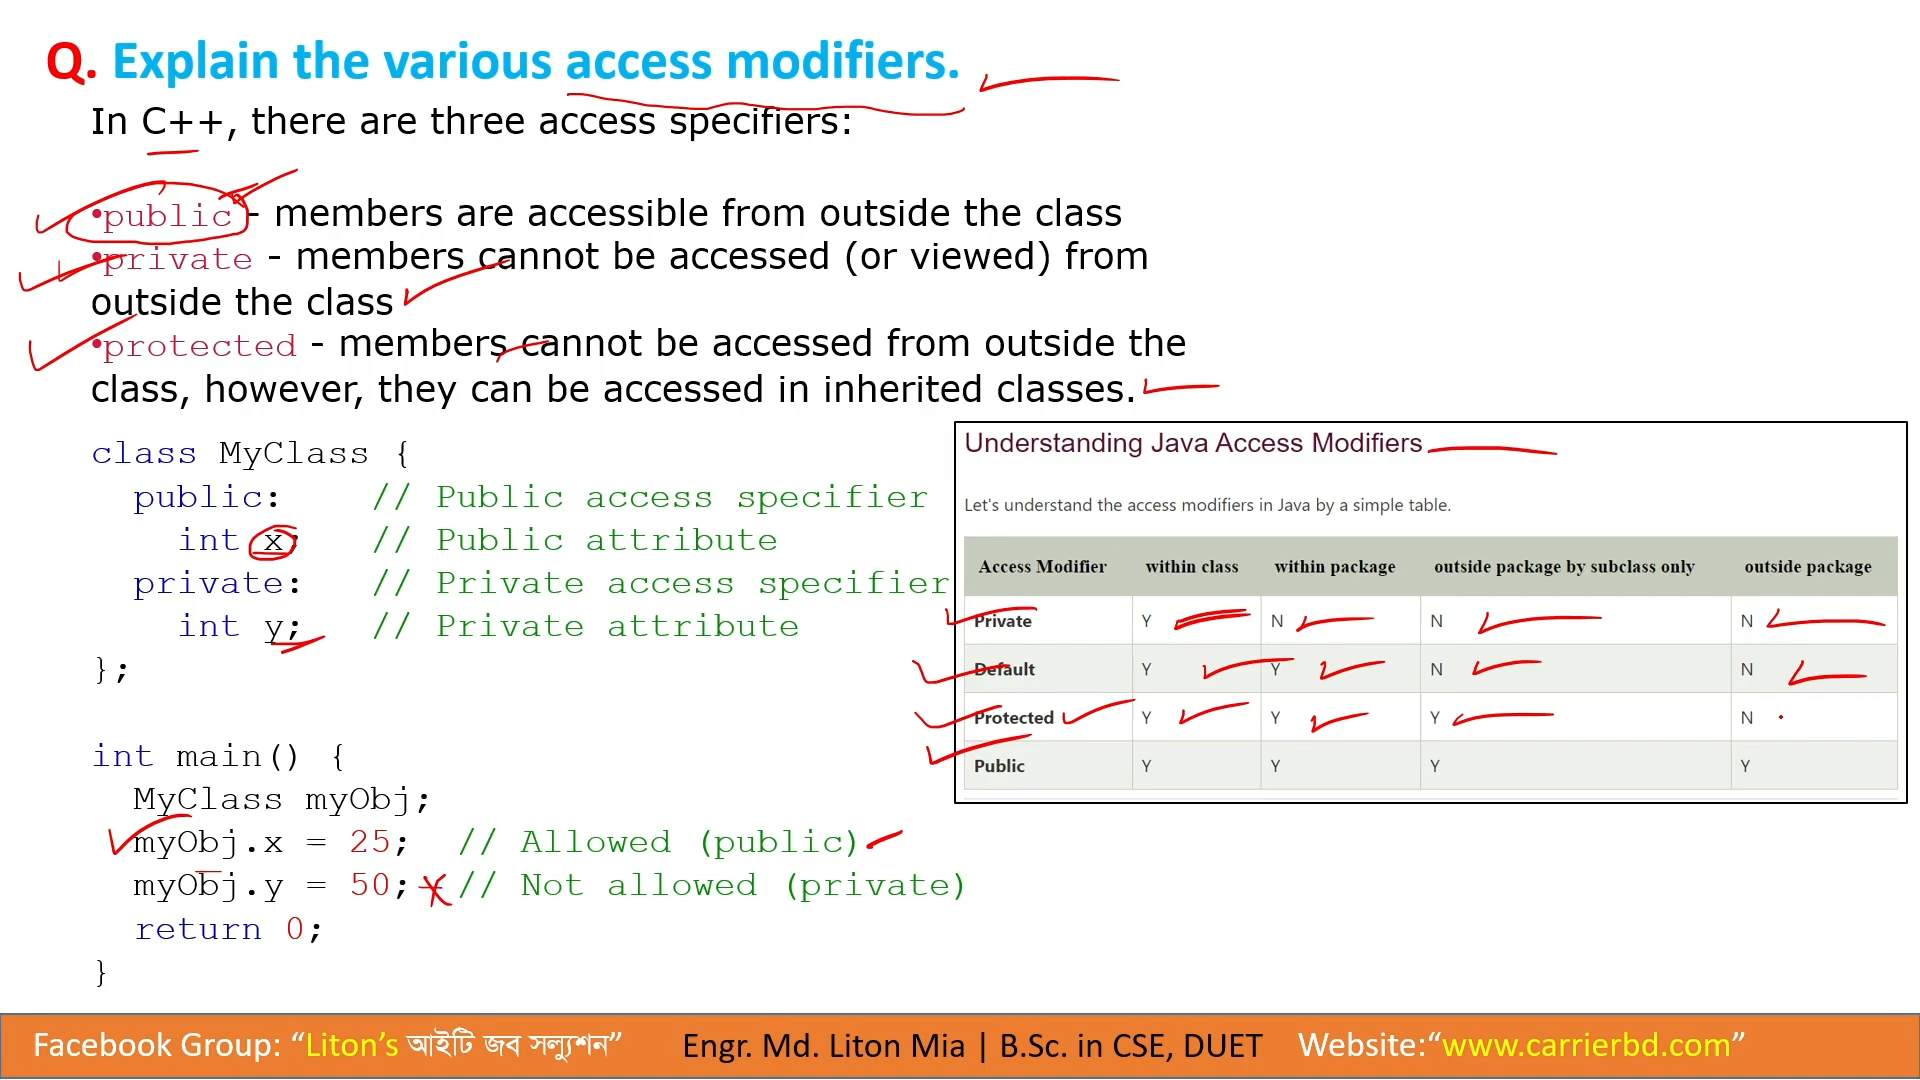 Q. Explain the various access modifiers.
In C++, there are three access specifiers:
•public - members are accessible from outside the class
•private - members cannot be accessed (or viewed) from
outside the class
•protected - members cannot be accessed from outside the
class, however, they can be accessed in inherited classes.
class MyClass {
public:    // Public access specifier
int x;    // Public attribute
private:    // Private access specifier
int y;    // Private attribute
};
int main() {
MyClass myObj;
myObj.x = 25;  // Allowed (public)
myObj.y = 50;  // Not allowed (private)
return 0;
}
Understanding Java Access Modifiers
Let's understand the access modifiers in Java by a simple table.
Access Modifier within class within package outside package by subclass only outside package
Private Y N N N
Default Y Y N N
Protected Y Y Y N
Public Y Y Y Y
Facebook Group: “Liton’s আইটি জব সল্যুশন” Engr. Md. Liton Mia | B.Sc. in CSE, DUET Website:“www.carrierbd.com”